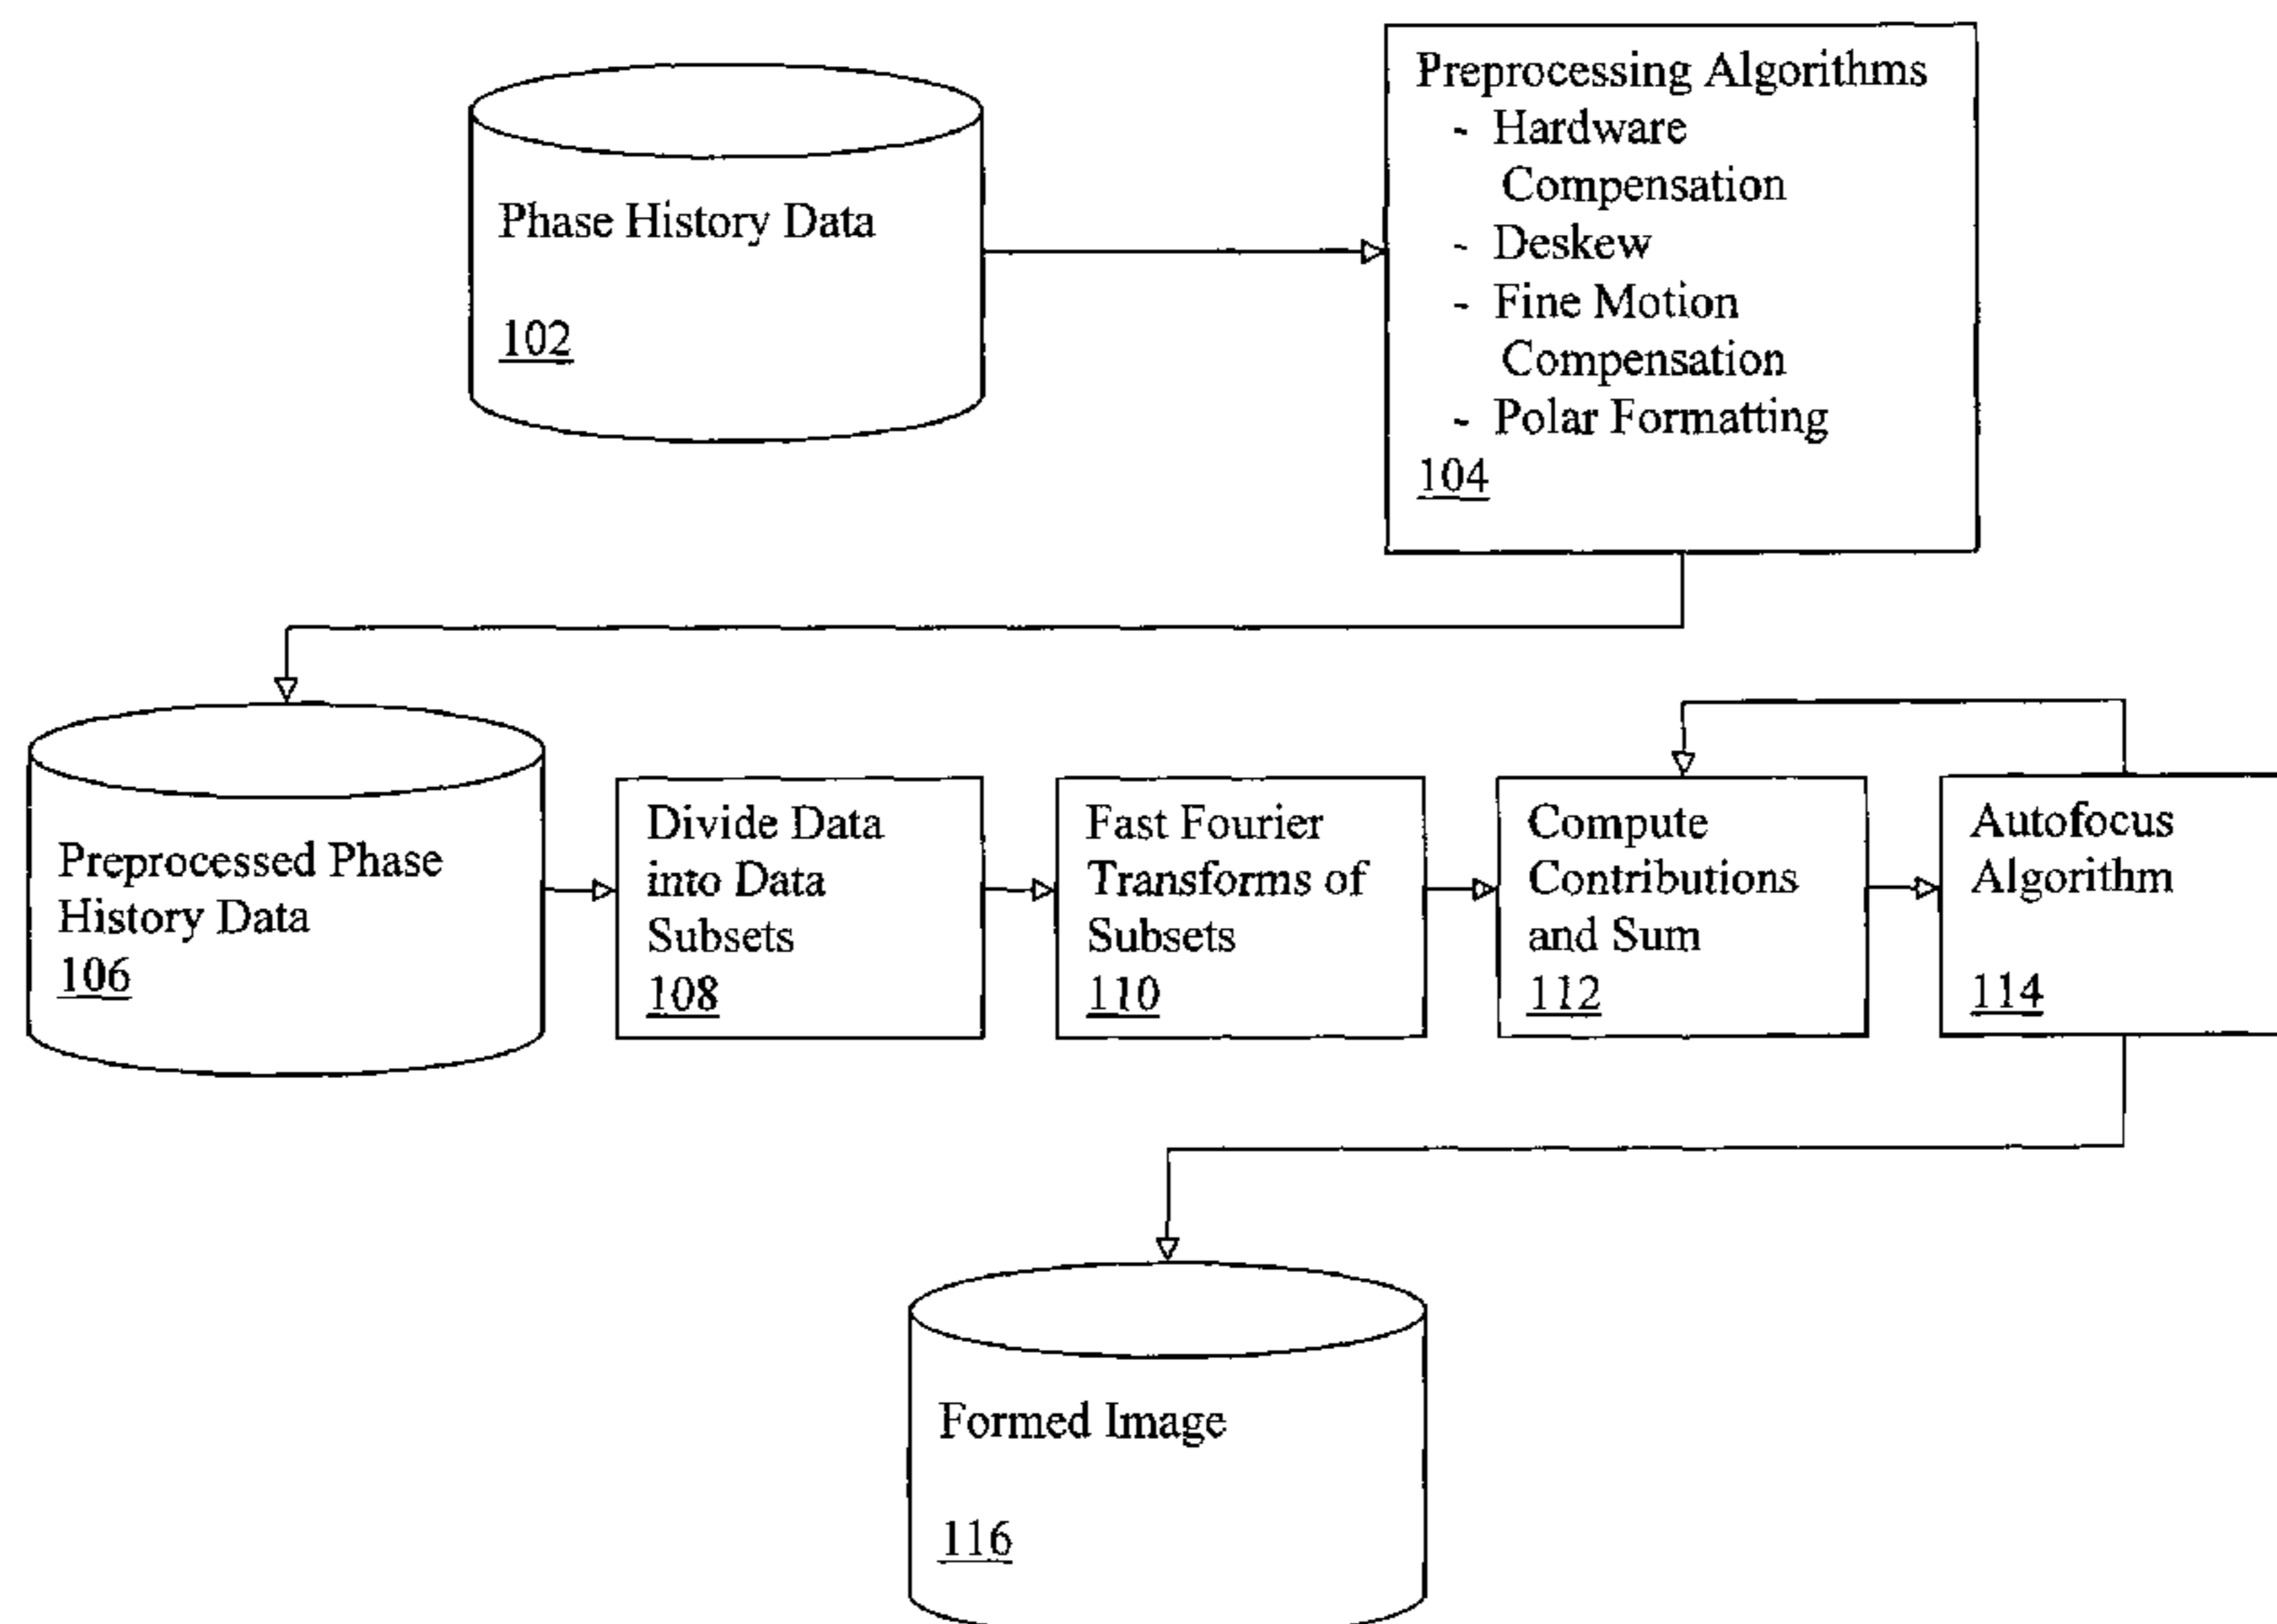 Phase History Data
102
Preprocessing Algorithms
- Hardware
Compensation
- Deskew
- Fine Motion
Compensation
- Polar Formatting
104
Preprocessed Phase
History Data
106
Divide Data
into Data
Subsets
108
Fast Fourier
Transforms of
Subsets
110
Compute
Contributions
and Sum
112
Autofocus
Algorithm
114
Formed Image
116